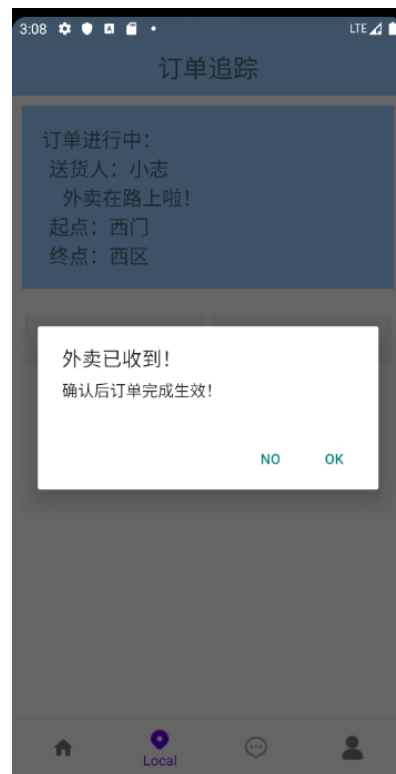 3:08
LTE
订单追踪
订单进行中：
送货人：小志
外卖在路上啦！
起点：西门
终点：西区
外卖已收到！
确认后订单完成生效！
NO OK
Local